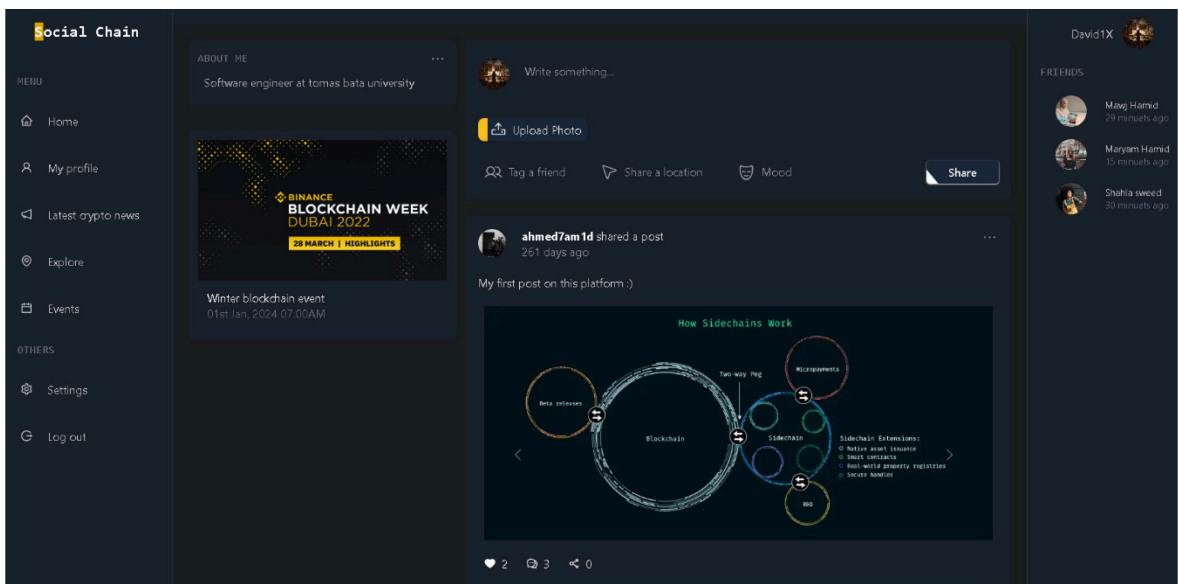 Social Chain
MENU
Home
My profile
Latest crypto news
Explore
Events
OTHERS
Settings
Log out
ABOUT ME
Software engineer at tomas bata university
BINANCE
BLOCKCHAIN WEEK
DUBAI 2022
28 MARCH | HIGHLIGHTS
Winter blockchain event
01st Jan, 2024 07:00AM
Write something...
Upload Photo
Tag a friend
Share a location
Mood
Share
ahmed7am1d shared a post
261 days ago
My first post on this platform :)
How Sidechains Work
Two-way Peg
Micropayments
Beta releases
Blockchain
Sidechain
Sidechain Extensions:
Native asset issuance
Smart contracts
Real-world property registries
Secure handles
R&D
2
3
0
David1X
FRIENDS
Mawj Hamid
29 minuets ago
Maryam Hamid
15 minuets ago
Shahla sweed
30 minuets ago